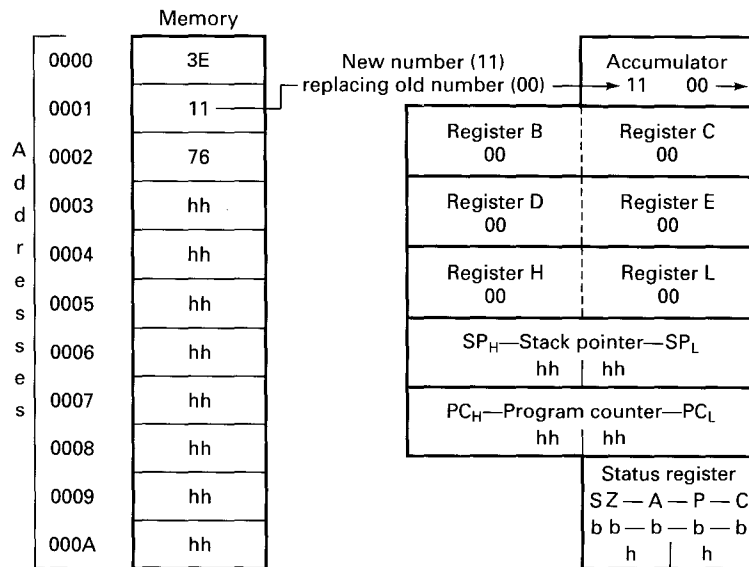 Memory
0000 3E
0001 11
0002 76
0003 hh
0004 hh
0005 hh
0006 hh
0007 hh
0008 hh
0009 hh
000A hh
Addresses
New number (11)
replacing old number (00)
Accumulator
11 00
Register B Register C
00 00
Register D Register E
00 00
Register H Register L
00 00
SPH—Stack pointer—SPL
hh hh
PCH—Program counter—PCL
hh hh
Status register
S Z — A — P — C
b b — b — b — b
h h